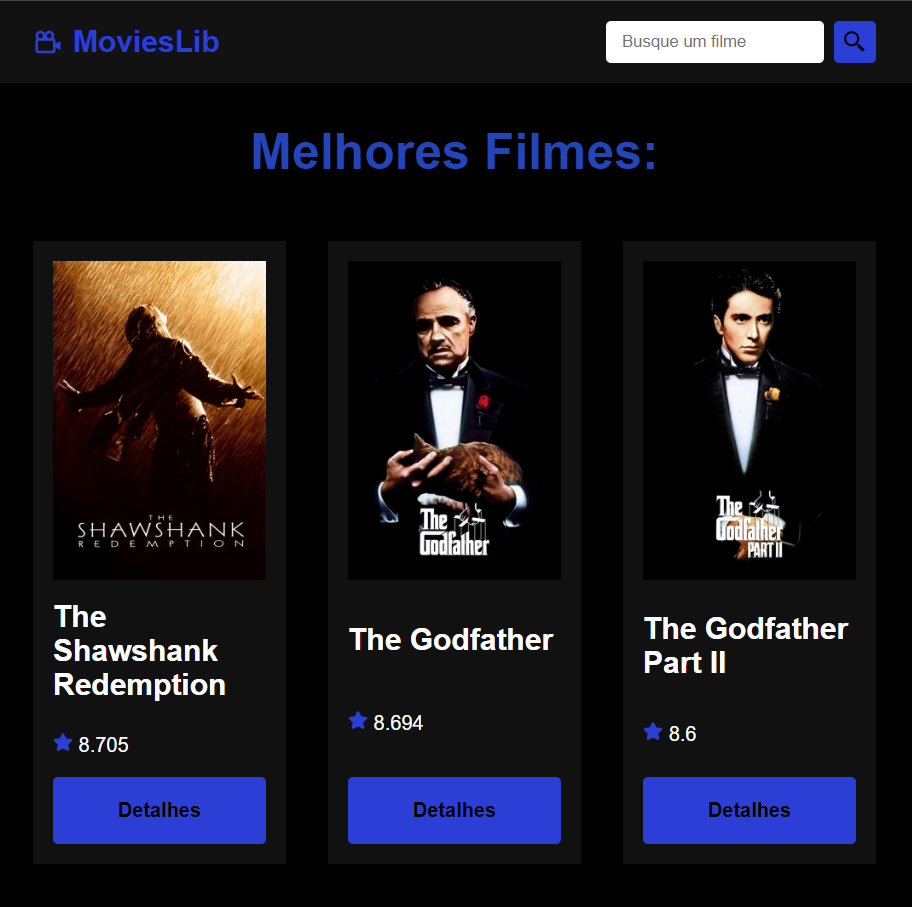 MoviesLib
Busque um filme
Melhores Filmes:
THE
SHAWSHANK
REDEMPTION
The
Godfather
The
Godfather
PART II
The
Shawshank
Redemption
The Godfather
The Godfather
Part II
8.705
8.694
8.6
Detalhes
Detalhes
Detalhes